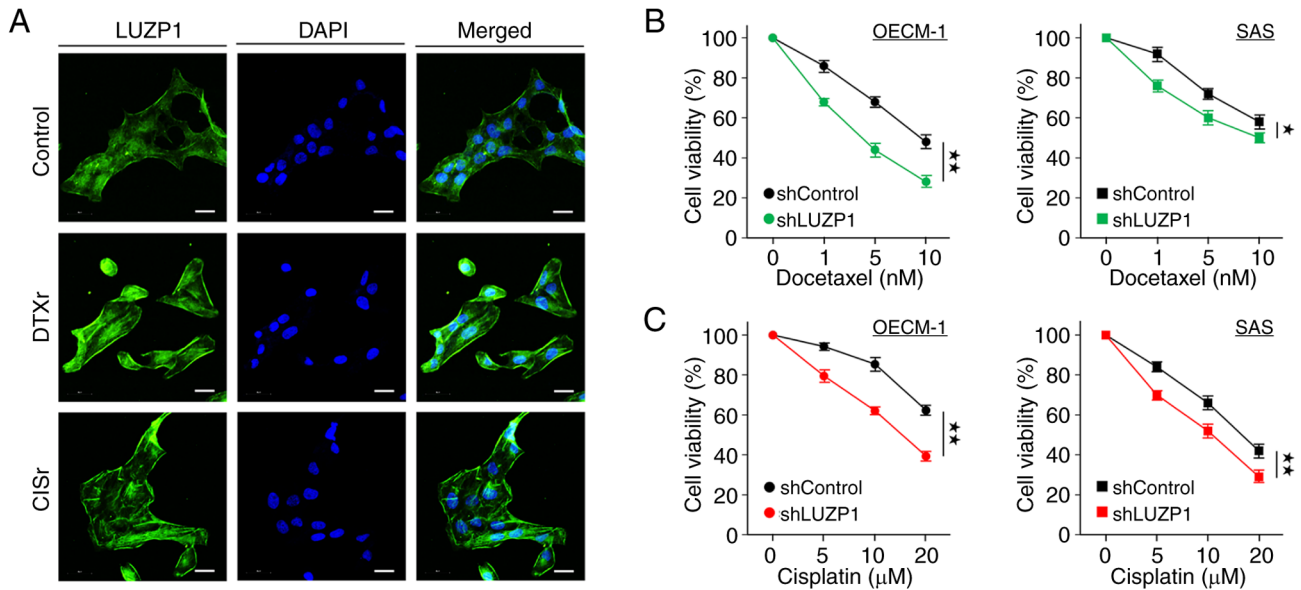 A
LUZP1 DAPI Merged
Control
DTXr
CISr
B
OECM-1
Cell viability (%)
100
80
60
40
20
0
★★
shControl
shLUZP1
0 1 5 10
Docetaxel (nM)
SAS
Cell viability (%)
100
80
60
40
20
0
★
shControl
shLUZP1
0 1 5 10
Docetaxel (nM)
C
OECM-1
Cell viability (%)
100
80
60
40
20
0
★★
shControl
shLUZP1
0 5 10 20
Cisplatin (μM)
SAS
Cell viability (%)
100
80
60
40
20
0
★★
shControl
shLUZP1
0 5 10 20
Cisplatin (μM)